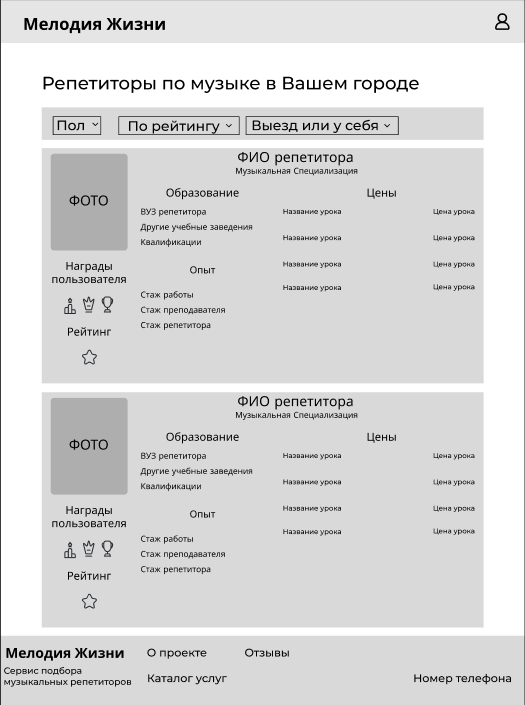 Мелодия Жизни
Репетиторы по музыке в Вашем городе
Пол По рейтингу Выезд или у себя
ФОТО
ФИО репетитора
Музыкальная Специализация
Образование
ВУЗ репетитора
Другие учебные заведения
Квалификации
Опыт
Стаж работы
Стаж преподавателя
Стаж репетитора
Цены
Название урока Цена урока
Название урока Цена урока
Название урока Цена урока
Название урока Цена урока
Награды
пользователя
Рейтинг
ФОТО
ФИО репетитора
Музыкальная Специализация
Образование
ВУЗ репетитора
Другие учебные заведения
Квалификации
Опыт
Стаж работы
Стаж преподавателя
Стаж репетитора
Цены
Название урока Цена урока
Название урока Цена урока
Название урока Цена урока
Название урока Цена урока
Награды
пользователя
Рейтинг
Мелодия Жизни
Сервис подбора
музыкальных репетиторов
О проекте Отзывы
Каталог услуг
Номер телефона